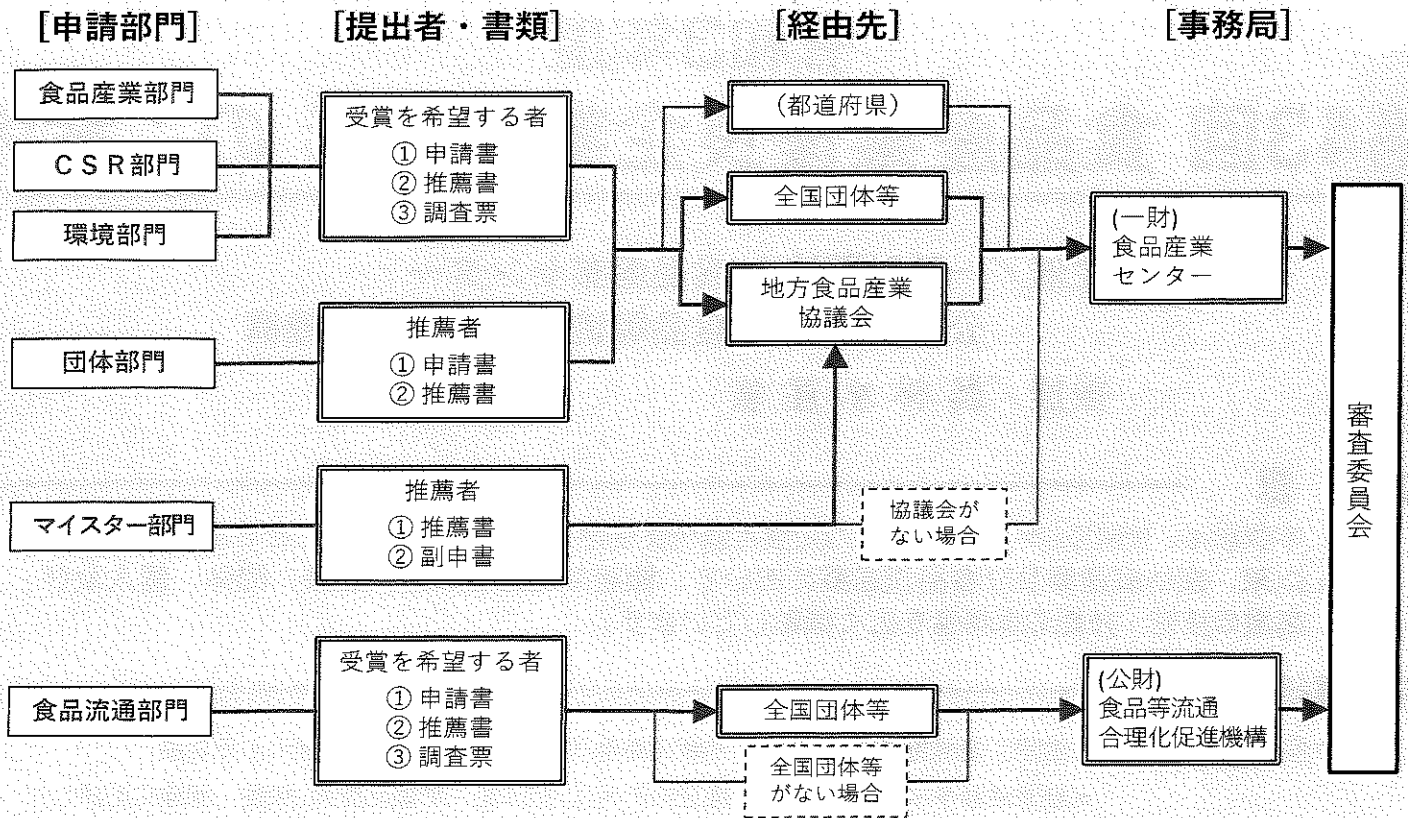 [申請部門]
[提出者・書類]
[経由先]
[事務局]
食品産業部門
CSR部門
環境部門
受賞を希望する者
① 申請書
② 推薦書
③ 調査票
(都道府県)
全国団体等
地方食品産業
協議会
(一財)
食品産業
センター
団体部門
推薦者
① 申請書
② 推薦書
マイスター部門
推薦者
① 推薦書
② 副申書
協議会が
ない場合
審査委員会
食品流通部門
受賞を希望する者
① 申請書
② 推薦書
③ 調査票
全国団体等
全国団体等
がない場合
(公財)
食品等流通
合理化促進機構